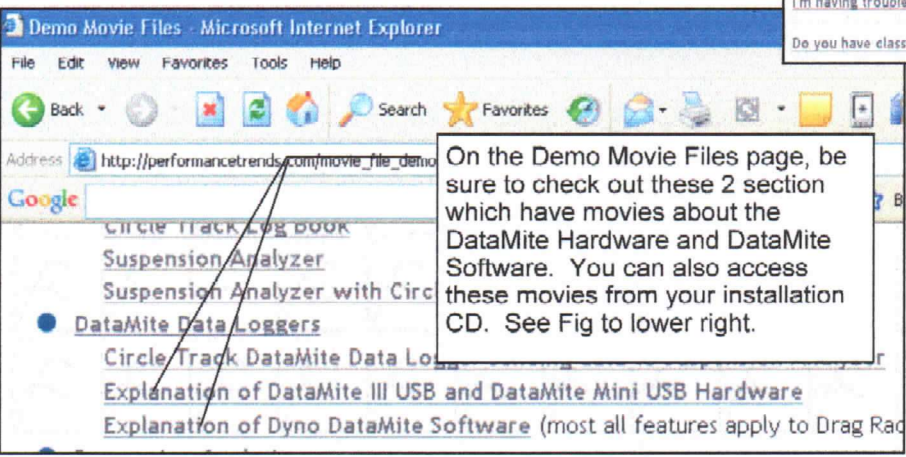 I'm having trouble
Do you have class
Demo Movie Files - Microsoft Internet Explorer
File Edit View Favorites Tools Help
Back Search Favorites
Address http://performancetrends.com/movie_file_demo
Google
On the Demo Movie Files page, be
sure to check out these 2 section
which have movies about the
DataMite Hardware and DataMite
Software. You can also access
these movies from your installation
CD. See Fig to lower right.
Circle Track Log Book
Suspension Analyzer
Suspension Analyzer with Circ
DataMite Data Loggers
Circle Track DataMite Data
Explanation of DataMite III USB and DataMite Mini USB Hardware
Explanation of Dyno DataMite Software (most all features apply to Drag Rac